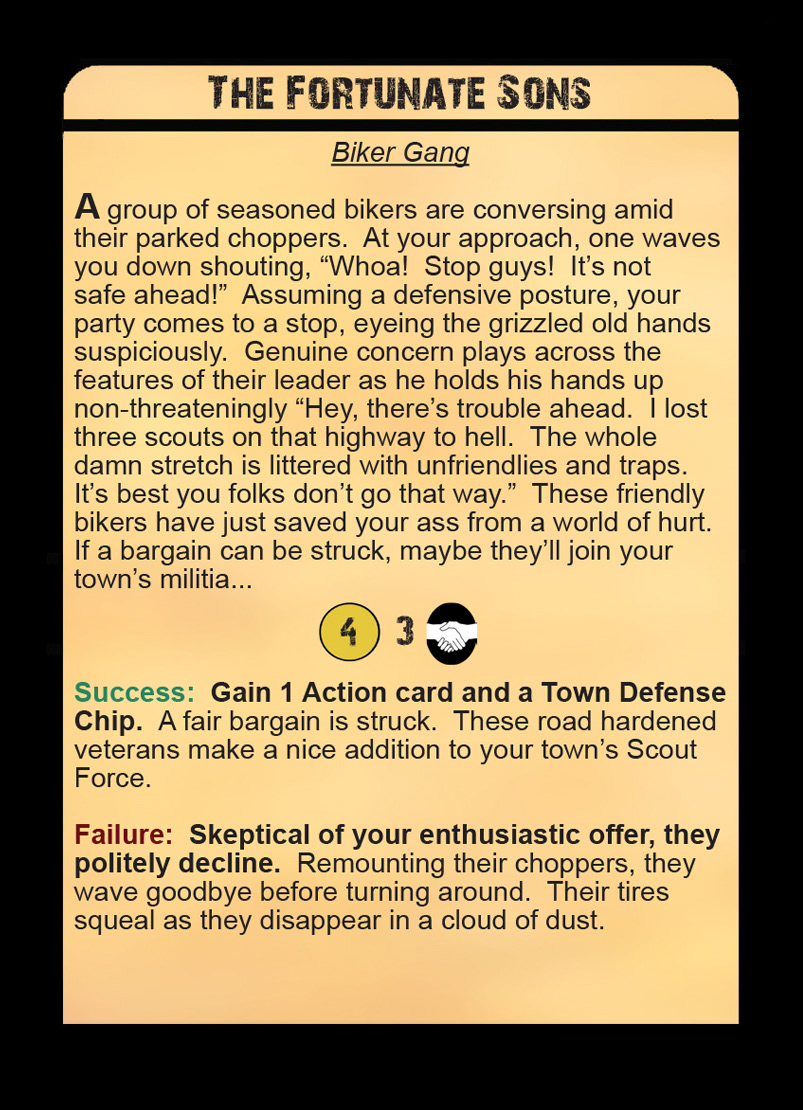 The Fortunate Sons
Biker Gang
A group of seasoned bikers are conversing amid
their parked choppers.  At your approach, one waves
you down shouting, “Whoa!  Stop guys!  It’s not
safe ahead!”  Assuming a defensive posture, your
party comes to a stop, eyeing the grizzled old hands
suspiciously.  Genuine concern plays across the
features of their leader as he holds his hands up
non-threateningly “Hey, there’s trouble ahead.  I lost
three scouts on that highway to hell.  The whole
damn stretch is littered with unfriendlies and traps.
It’s best you folks don’t go that way.”  These friendly
bikers have just saved your ass from a world of hurt.
If a bargain can be struck, maybe they’ll join your
town’s militia...
4 3
Success:  Gain 1 Action card and a Town Defense
Chip.  A fair bargain is struck.  These road hardened
veterans make a nice addition to your town’s Scout
Force.
Failure:  Skeptical of your enthusiastic offer, they
politely decline.  Remounting their choppers, they
wave goodbye before turning around.  Their tires
squeal as they disappear in a cloud of dust.